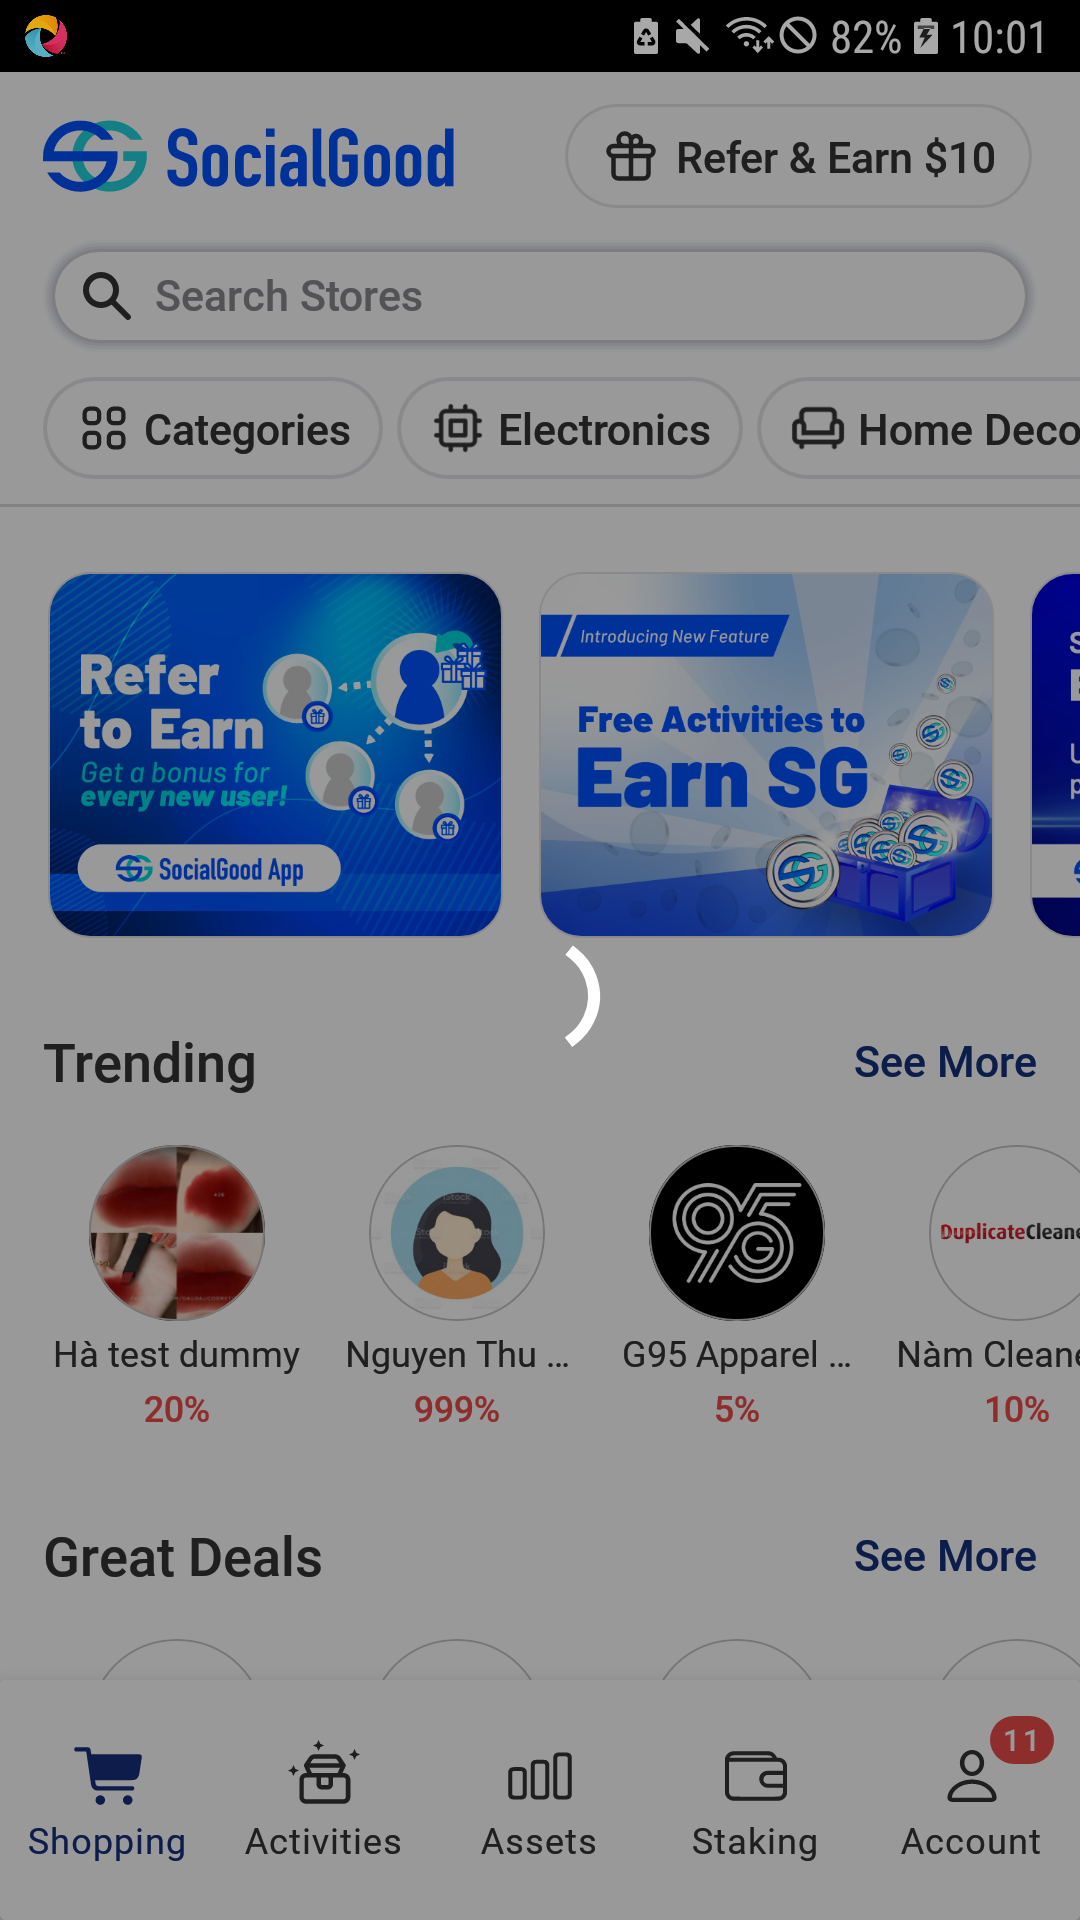 82% 10:01
SocialGood
Refer & Earn $10
Search Stores
Categories
Electronics
Home Deco
Refer
to Earn
Get a bonus for
every new user!
SocialGood App
Introducing New Feature
Free Activities to
Earn SG
Trending
See More
iStock
95
G
DuplicateCleane
Hà test dummy
Nguyen Thu ...
G95 Apparel ...
Nàm Cleane
20%
999%
5%
10%
Great Deals
See More
11
Shopping
Activities
Assets
Staking
Account